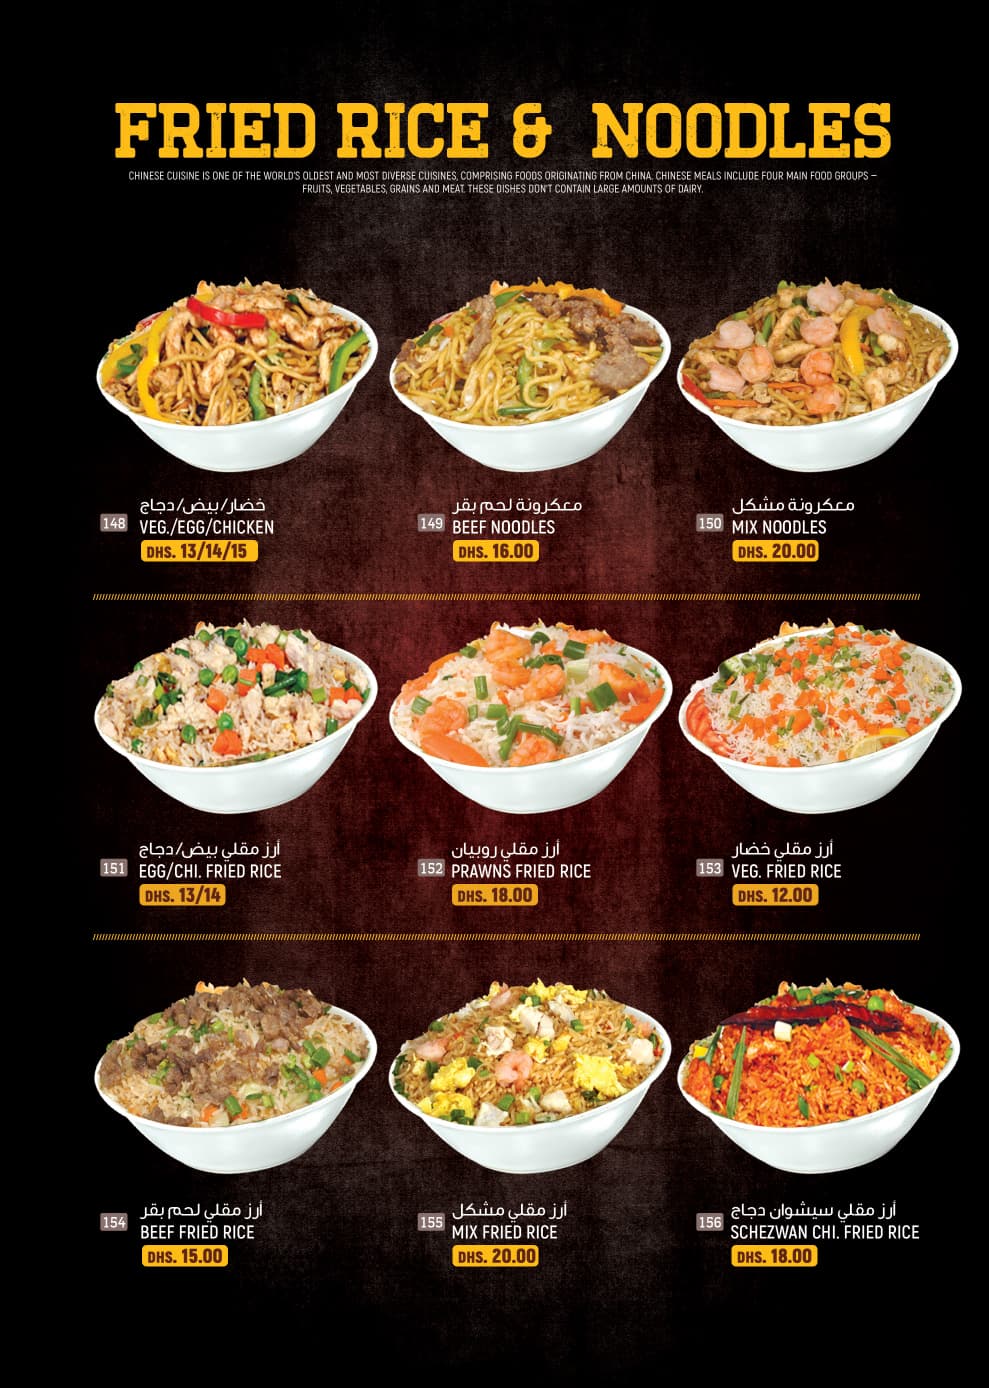 FRIED RICE & NOODLES
CHINESE CUISINE IS ONE OF THE WORLD'S OLDEST AND MOST DIVERSE CUISINES, COMPRISING FOODS ORIGINATING FROM CHINA. CHINESE MEALS INCLUDE FOUR MAIN FOOD GROUPS –
FRUITS, VEGETABLES, GRAINS AND MEAT. THESE DISHES DON'T CONTAIN LARGE AMOUNTS OF DAIRY.
خضار/بيض/دجاج
148 VEG./EGG/CHICKEN
DHS. 13/14/15
معكرونة لحم بقر
149 BEEF NOODLES
DHS. 16.00
معكرونة مشكل
150 MIX NOODLES
DHS. 20.00
أرز مقلي بيض/دجاج
151 EGG/CHI. FRIED RICE
DHS. 13/14
أرز مقلي روبيان
152 PRAWNS FRIED RICE
DHS. 18.00
أرز مقلي خضار
153 VEG. FRIED RICE
DHS. 12.00
أرز مقلي لحم بقر
154 BEEF FRIED RICE
DHS. 15.00
أرز مقلي مشكل
155 MIX FRIED RICE
DHS. 20.00
أرز مقلي سيشوان دجاج
156 SCHEZWAN CHI. FRIED RICE
DHS. 18.00